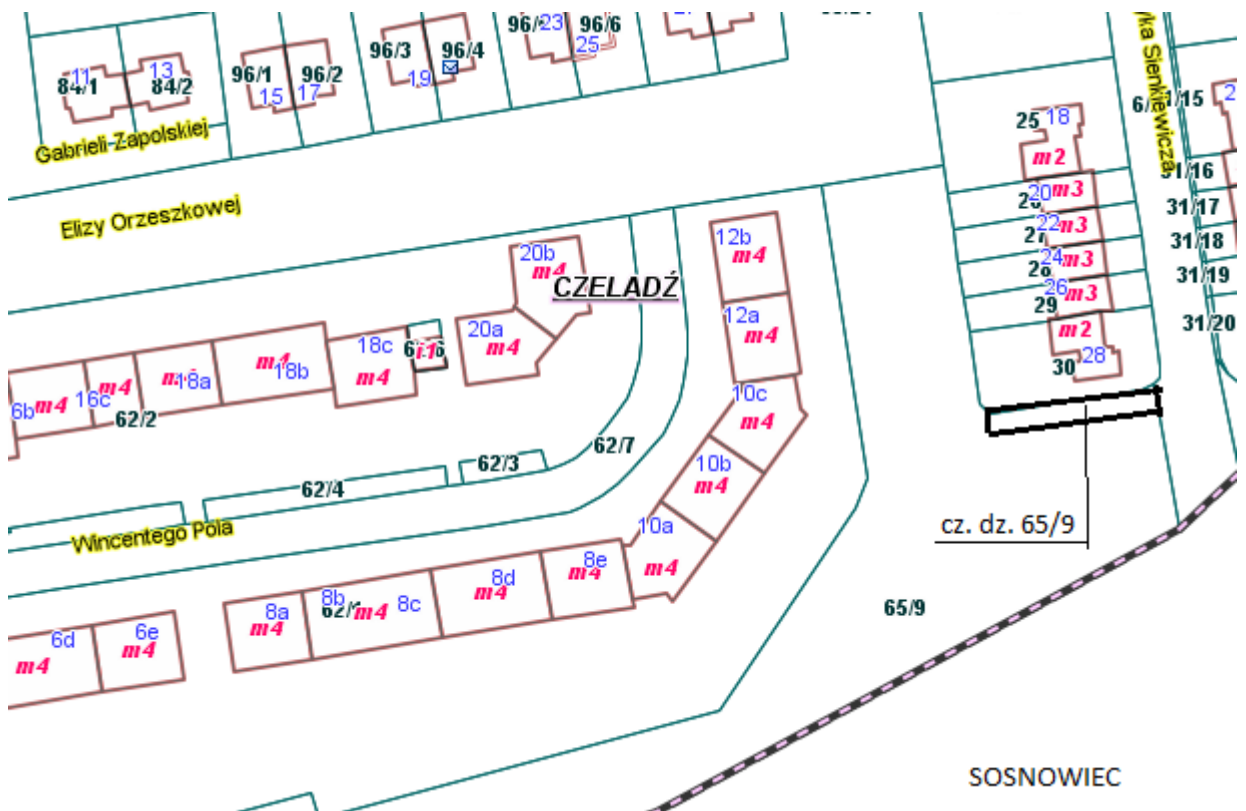 23
96/6
25
96/3
96/4
19
11
84/1
13
84/2
96/1
15
96/2
17
Gabrieli Zapolskiej
Elizy Orzeszkowej
yka Sienkiewicza
18
25
m2
20
m3
22
27
m3
24
28
m3
26
29
m3
m2
30
28
31/16
31/17
31/18
31/19
31/20
12b
m4
20b
m4
CZELADŹ
12a
m4
20a
m4
18c
m4
i1
m4
18b
18a
m4
16c
6b
m4
62/2
10c
m4
62/7
10b
m4
62/3
62/4
Wincentego Pola
10a
m4
cz. dz. 65/9
8e
m4
8d
m4
8b
m4
8c
8a
m4
65/9
6e
m4
6d
m4
SOSNOWIEC